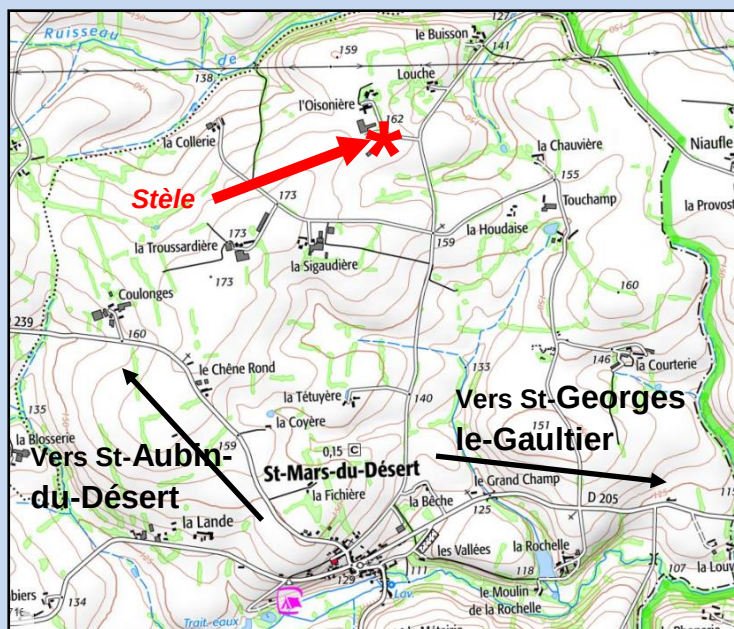 Ruisseau
de
le Buisson
127
141
159
138
Louche
l'Oisonière
162
la Collerie
Niaufle
la Chauvière
155
Stèle
173
Touchamp
la Provost
173
la Houdaise
la Troussardière
159
la Sigaudière
173
160
Coulonges
239
160
133
146
la Courterie
le Chêne Rond
la Tétuyère
140
Vers St-Georges
le-Gaultier
135
la Coyère
151
la Blosserie
159
0,15 C
Vers St-Aubin-
du-Désert
St-Mars-du-Désert
la Fichière
le Grand Champ
la Bêche
125
D 205
115
la Lande
les Vallées
la Rochelle
111
118
107
la Louv
129
Lav.
le Moulin
de la Rochelle
biers
134
Trait. eaux